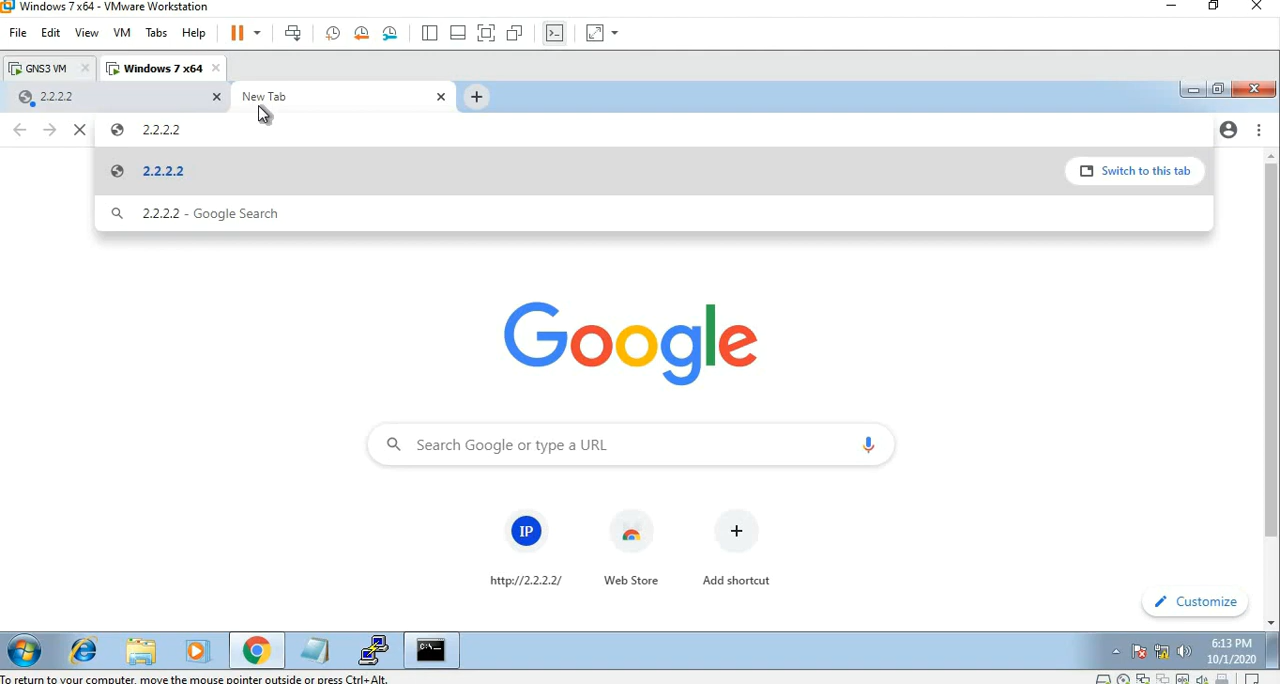 Windows 7 x64 - VMware Workstation
File Edit View VM Tabs Help
GNS3 VM Windows 7 x64
2.2.2.2 New Tab
2.2.2.2
2.2.2.2 Switch to this tab
2.2.2.2 - Google Search
Google
Search Google or type a URL
IP
http://2.2.2.2/ Web Store Add shortcut
Customize
C:\
6:13 PM
10/1/2020
To return to your computer, move the mouse pointer outside or press Ctrl+Alt.